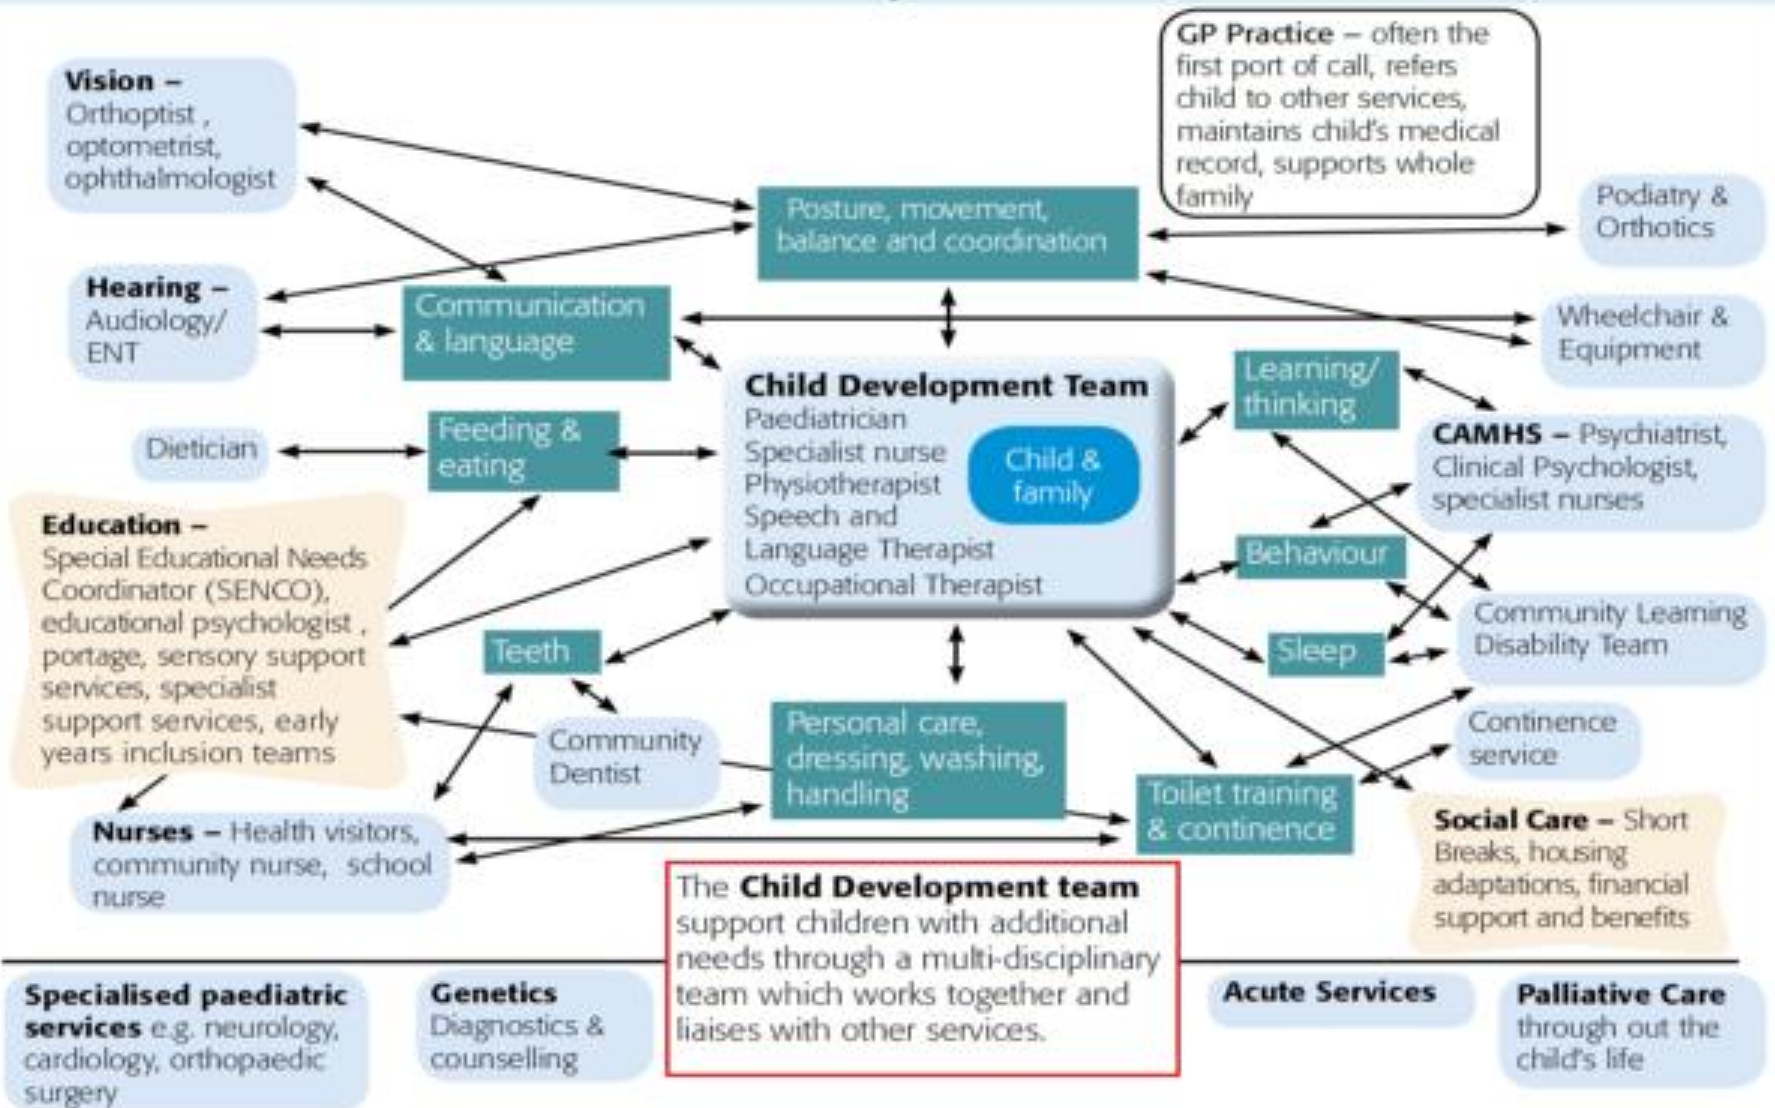 GP Practice – often the
first port of call, refers
child to other services,
maintains child's medical
record, supports whole
family
Vision –
Orthoptist ,
optometrist,
ophthalmologist
Posture, movement,
balance and coordination
Podiatry &
Orthotics
Hearing –
Audiology/
ENT
Communication
& language
Wheelchair &
Equipment
Child Development Team
Paediatrician
Specialist nurse
Physiotherapist
Speech and
Language Therapist
Occupational Therapist
Child &
family
Learning/
thinking
Dietician
Feeding &
eating
CAMHS – Psychiatrist,
Clinical Psychologist,
specialist nurses
Education –
Special Educational Needs
Coordinator (SENCO),
educational psychologist ,
portage, sensory support
services, specialist
support services, early
years inclusion teams
Behaviour
Teeth
Sleep
Community Learning
Disability Team
Community
Dentist
Personal care,
dressing, washing,
handling
Continence
service
Toilet training
& continence
Nurses – Health visitors,
community nurse, school
nurse
Social Care – Short
Breaks, housing
adaptations, financial
support and benefits
The Child Development team
support children with additional
needs through a multi-disciplinary
team which works together and
liaises with other services.
Specialised paediatric
services e.g. neurology,
cardiology, orthopaedic
surgery
Genetics
Diagnostics &
counselling
Acute Services
Palliative Care
through out the
child's life